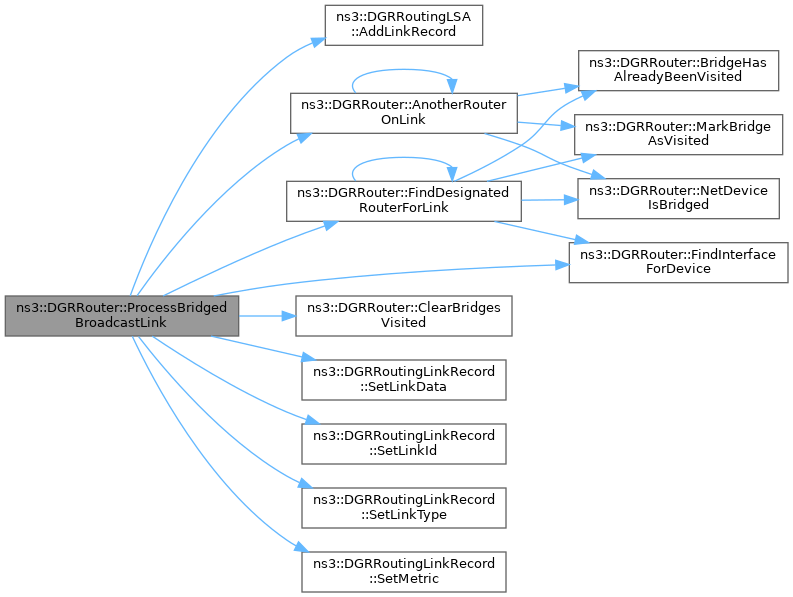 ns3::DGRRoutingLSA
::AddLinkRecord
ns3::DGRRouter::BridgeHas
AlreadyBeenVisited
ns3::DGRRouter::AnotherRouter
OnLink
ns3::DGRRouter::MarkBridge
AsVisited
ns3::DGRRouter::FindDesignated
RouterForLink
ns3::DGRRouter::NetDevice
IsBridged
ns3::DGRRouter::FindInterface
ForDevice
ns3::DGRRouter::ProcessBridged
BroadcastLink
ns3::DGRRouter::ClearBridges
Visited
ns3::DGRRoutingLinkRecord
::SetLinkData
ns3::DGRRoutingLinkRecord
::SetLinkId
ns3::DGRRoutingLinkRecord
::SetLinkType
ns3::DGRRoutingLinkRecord
::SetMetric